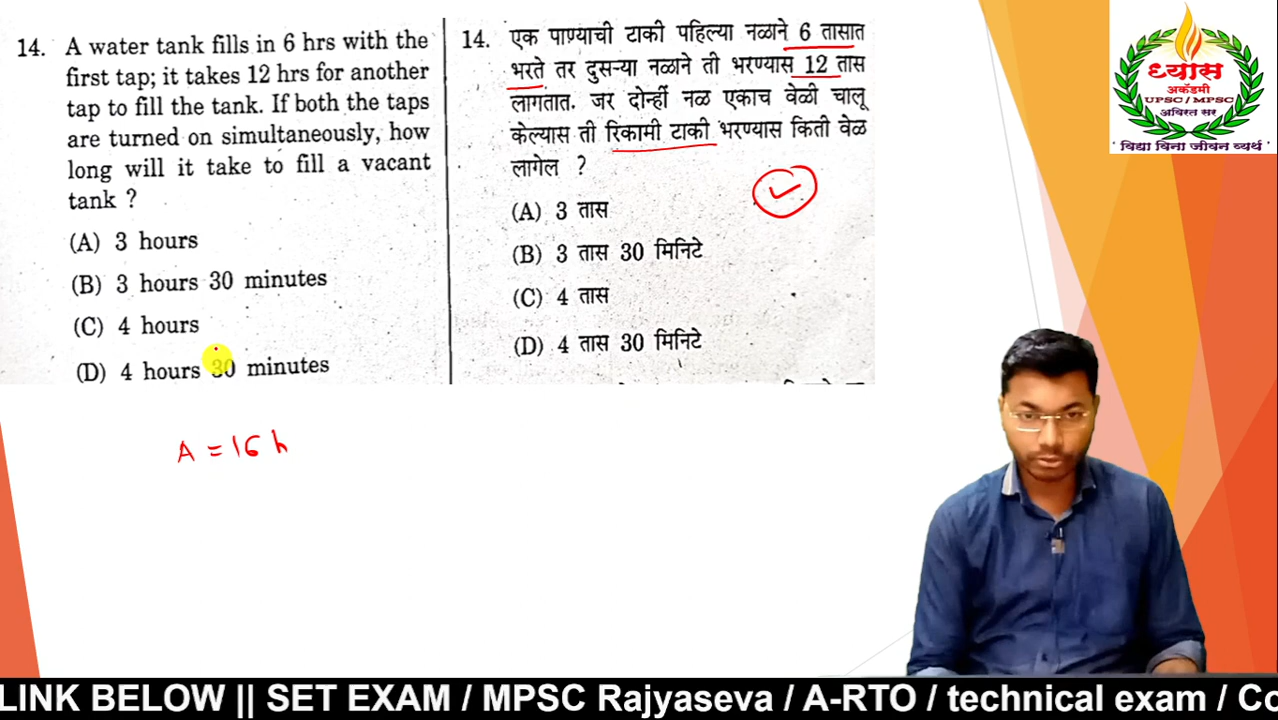 14. A water tank fills in 6 hrs with the
first tap; it takes 12 hrs for another
tap to fill the tank. If both the taps
are turned on simultaneously, how
long will it take to fill a vacant
tank ?
(A) 3 hours
(B) 3 hours 30 minutes
(C) 4 hours
(D) 4 hours 30 minutes
14. एक पाण्याची टाकी पहिल्या नळाने 6 तासात
भरते तर दुसऱ्या नळाने ती भरण्यास 12 तास
लागतात. जर दोन्हीं नळ एकाच वेळी चालू
केल्यास ती रिकामी टाकी भरण्यास किती वेळ
लागेल ?
(A) 3 तास
(B) 3 तास 30 मिनिटे
(C) 4 तास
(D) 4 तास 30 मिनिटे
ध्यास
अकॅडमी
UPSC / MPSC
अविरत सर
' विद्या विना जीवन व्यर्थ '
A = 16 h
LINK BELOW || SET EXAM / MPSC Rajyaseva / A-RTO / technical exam / Co